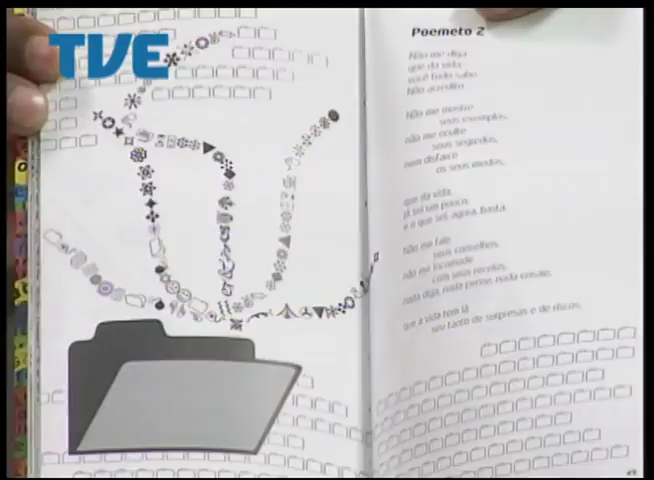 TVE
Poemeto 2
Não me diga
que da vida
você tudo sabe
Não acredito
Não me mostre
seus exemplos,
não me oculte
seus segredos,
nem disfarce
os seus medos,
que da vida,
já sei um pouco,
e o que sei, agora, basta.
Não me fale
seus conselhos,
não me incomode
com seus receios,
nada diga, nada pense, nada
que a vida tem lá
seu tanto de surpresas e de riscos.